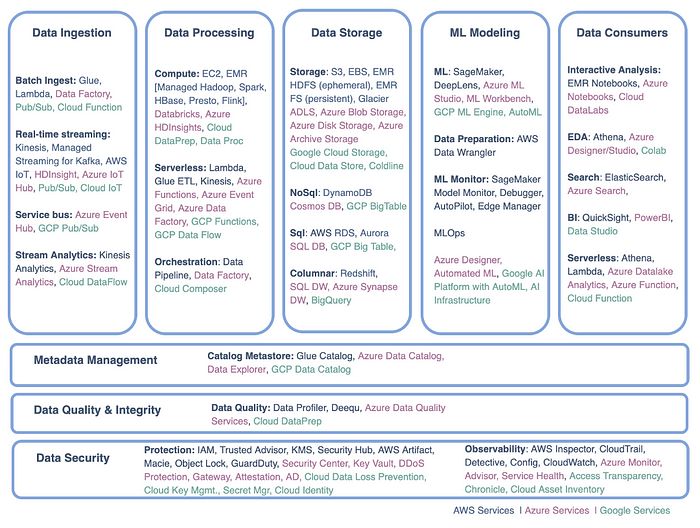 Data Ingestion
Batch Ingest: Glue,
Lambda, Data Factory,
Pub/Sub, Cloud Function
Real-time streaming:
Kinesis, Managed
Streaming for Kafka, AWS
IoT, HDInsight, Azure IoT
Hub, Pub/Sub, Cloud IoT
Service bus: Azure Event
Hub, GCP Pub/Sub
Stream Analytics: Kinesis
Analytics, Azure Stream
Analytics, Cloud DataFlow
Data Processing
Compute: EC2, EMR
[Managed Hadoop, Spark,
HBase, Presto, Flink],
Databricks, Azure
HDInsights, Cloud
DataPrep, Data Proc
Serverless: Lambda,
Glue ETL, Kinesis, Azure
Functions, Azure Event
Grid, Azure Data
Factory, GCP Functions,
GCP Data Flow
Orchestration: Data
Pipeline, Data Factory,
Cloud Composer
Data Storage
Storage: S3, EBS, EMR
HDFS (ephemeral), EMR
FS (persistent), Glacier
ADLS, Azure Blob Storage,
Azure Disk Storage, Azure
Archive Storage
Google Cloud Storage,
Cloud Data Store, Coldline
NoSql: DynamoDB
Cosmos DB, GCP BigTable
Sql: AWS RDS, Aurora
SQL DB, GCP Big Table,
Columnar: Redshift,
SQL DW, Azure Synapse
DW, BigQuery
ML Modeling
ML: SageMaker,
DeepLens, Azure ML
Studio, ML Workbench,
GCP ML Engine, AutoML
Data Preparation: AWS
Data Wrangler
ML Monitor: SageMaker
Model Monitor, Debugger,
AutoPilot, Edge Manager
MLOps
Azure Designer,
Automated ML, Google AI
Platform with AutoML, AI
Infrastructure
Data Consumers
Interactive Analysis:
EMR Notebooks, Azure
Notebooks, Cloud
DataLabs
EDA: Athena, Azure
Designer/Studio, Colab
Search: ElasticSearch,
Azure Search,
BI: QuickSight, PowerBI,
Data Studio
Serverless: Athena,
Lambda, Azure Datalake
Analytics, Azure Function,
Cloud Function
Metadata Management
Catalog Metastore: Glue Catalog, Azure Data Catalog,
Data Explorer, GCP Data Catalog
Data Quality & Integrity
Data Quality: Data Profiler, Deequ, Azure Data Quality
Services, Cloud DataPrep
Data Security
Protection: IAM, Trusted Advisor, KMS, Security Hub, AWS Artifact,
Macie, Object Lock, GuardDuty, Security Center, Key Vault, DDoS
Protection, Gateway, Attestation, AD, Cloud Data Loss Prevention,
Cloud Key Mgmt., Secret Mgr, Cloud Identity
Observability: AWS Inspector, CloudTrail,
Detective, Config, CloudWatch, Azure Monitor,
Advisor, Service Health, Access Transparency,
Chronicle, Cloud Asset Inventory
AWS Services | Azure Services | Google Services